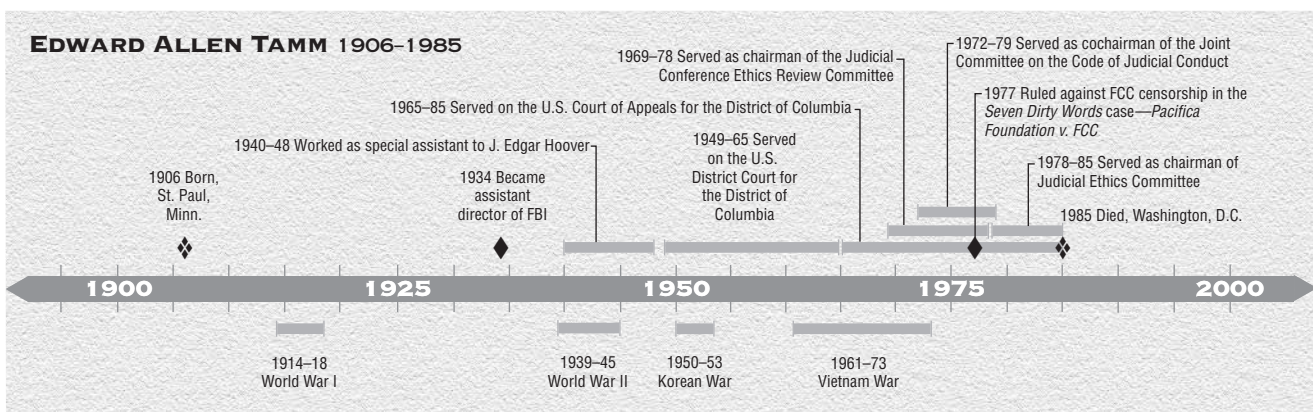 EDWARD ALLEN TAMM 1906–1985
1969–78 Served as chairman of the Judicial
Conference Ethics Review Committee
1972–79 Served as cochairman of the Joint
Committee on the Code of Judicial Conduct
1965–85 Served on the U.S. Court of Appeals for the District of Columbia
1977 Ruled against FCC censorship in the
Seven Dirty Words case—Pacifica
Foundation v. FCC
1940–48 Worked as special assistant to J. Edgar Hoover
1949–65 Served
on the U.S.
District Court for
the District of
Columbia
1978–85 Served as chairman of
Judicial Ethics Committee
1906 Born,
St. Paul,
Minn.
1934 Became
assistant
director of FBI
1985 Died, Washington, D.C.
1900
1925
1950
1975
2000
1914–18
World War I
1939–45
World War II
1950–53
Korean War
1961–73
Vietnam War